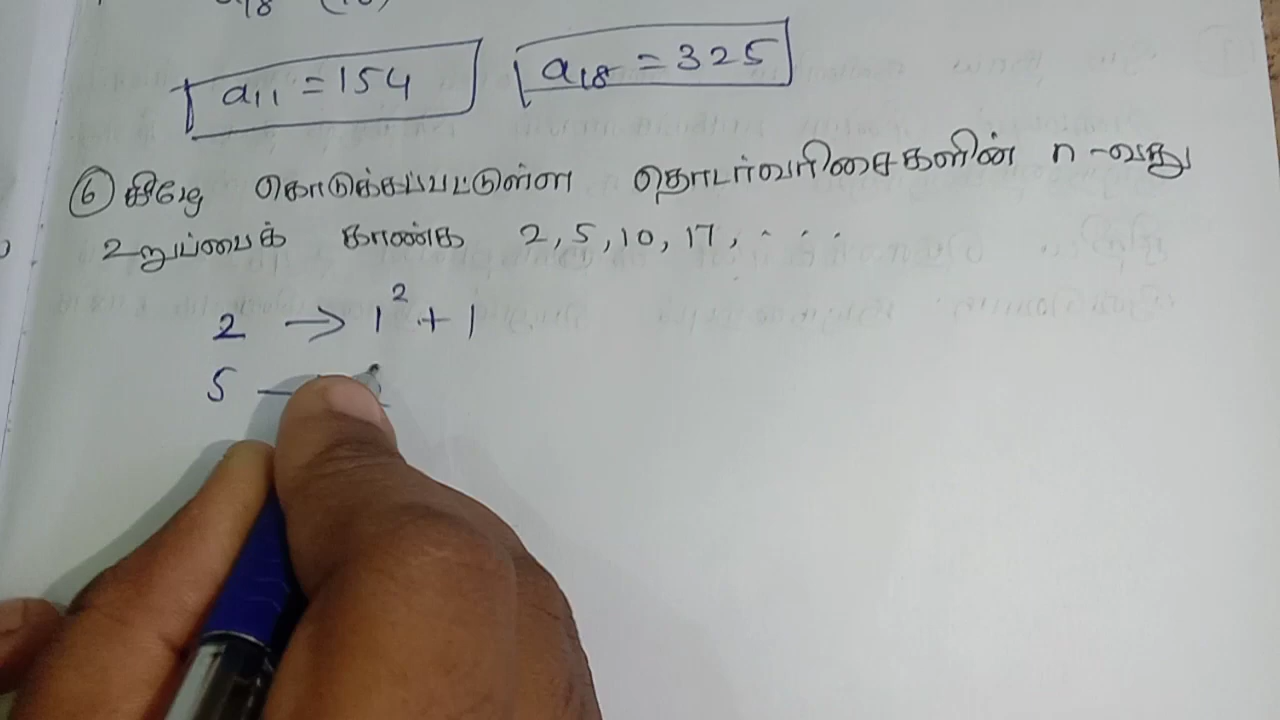 a₁₁ = 154 a₁₈ = 325
⑥ கீழே கொடுக்கப்பட்டுள்ள தொடர்வரிசைகளின் n-வது
உறுப்பைக் காண்க 2, 5, 10, 17, . . .
2 → 1² + 1
5